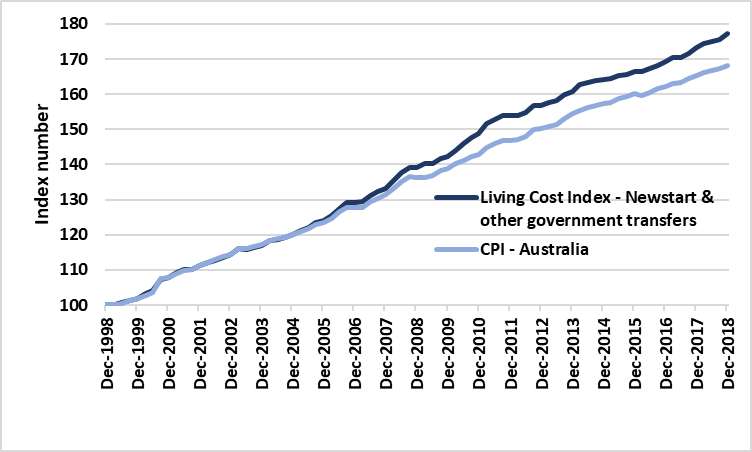 180
170
160
150
140
130
120
110
100
Index number
Living Cost Index - Newstart &
other government transfers
CPI - Australia
Dec-1998
Dec-1999
Dec-2000
Dec-2001
Dec-2002
Dec-2003
Dec-2004
Dec-2005
Dec-2006
Dec-2007
Dec-2008
Dec-2009
Dec-2010
Dec-2011
Dec-2012
Dec-2013
Dec-2014
Dec-2015
Dec-2016
Dec-2017
Dec-2018